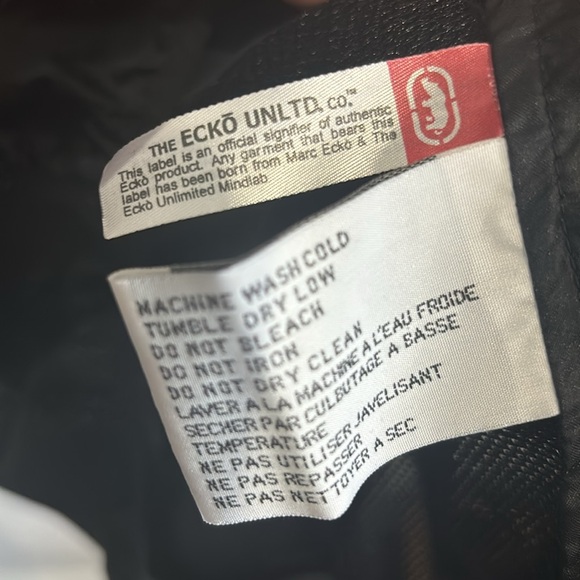 THE ECKŌ UNLTD. CO.™
This label is an official signifier of authentic
Eckō product. Any garment that bears this
label has been born from Marc Eckō & The
Eckō Unlimited Mindlab
MACHINE WASH COLD
TUMBLE DRY LOW
DO NOT BLEACH
DO NOT IRON
DO NOT DRY CLEAN
LAVER A LA MACHINE A L'EAU FROIDE
SECHER PAR CULBUTAGE A BASSE
TEMPERATURE
NE PAS UTILISER JAVELISANT
NE PAS REPASSER
NE PAS NETTOYER A SEC